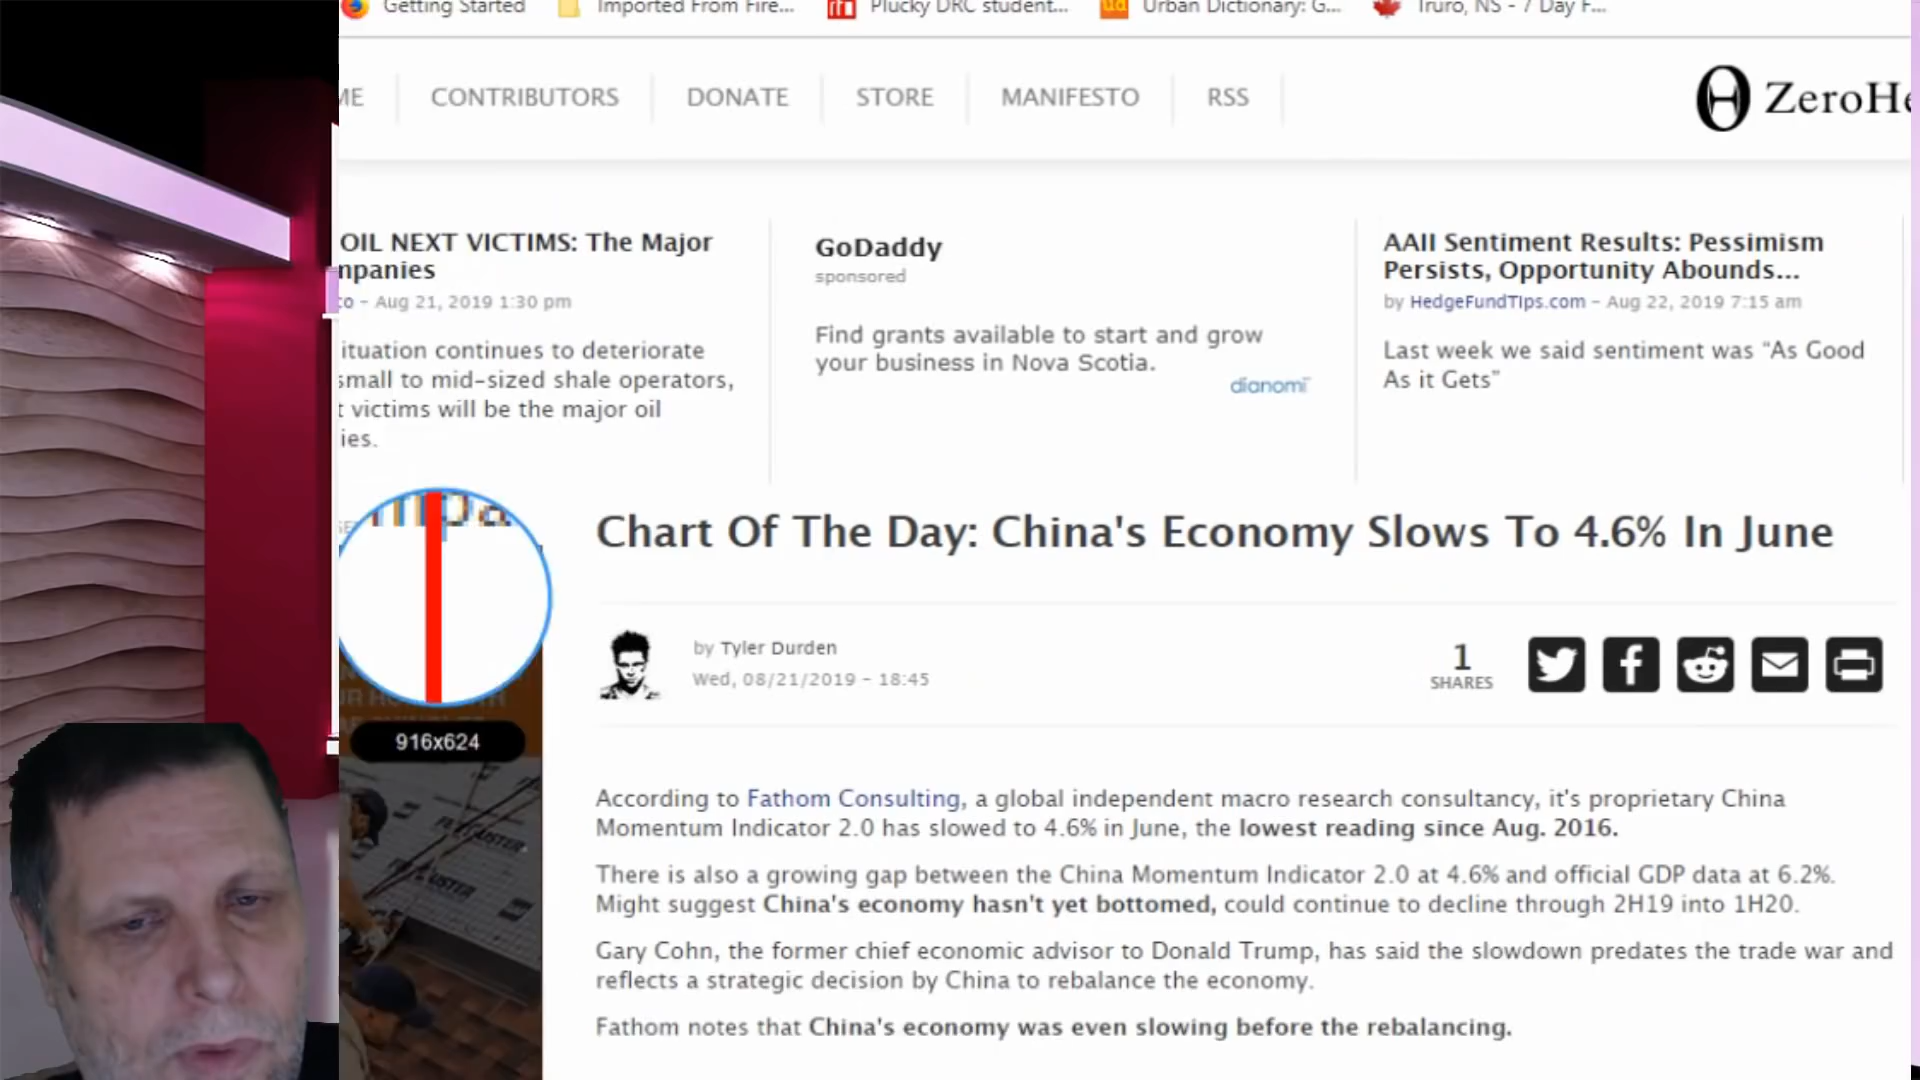 Getting Started
Imported From Fire...
Plucky DRC student...
Urban Dictionary: G...
Truro, NS - 7 Day F...
ME
CONTRIBUTORS
DONATE
STORE
MANIFESTO
RSS
ZeroHe
OIL NEXT VICTIMS: The Major
mpanies
co - Aug 21, 2019 1:30 pm
ituation continues to deteriorate
small to mid-sized shale operators,
t victims will be the major oil
ies.
GoDaddy
sponsored
Find grants available to start and grow
your business in Nova Scotia.
dianomi
AAII Sentiment Results: Pessimism
Persists, Opportunity Abounds...
by HedgeFundTIps.com - Aug 22, 2019 7:15 am
Last week we said sentiment was “As Good
As it Gets”
Chart Of The Day: China's Economy Slows To 4.6% In June
by Tyler Durden
Wed, 08/21/2019 - 18:45
1
SHARES
916x624
According to Fathom Consulting, a global independent macro research consultancy, it's proprietary China
Momentum Indicator 2.0 has slowed to 4.6% in June, the lowest reading since Aug. 2016.
There is also a growing gap between the China Momentum Indicator 2.0 at 4.6% and official GDP data at 6.2%.
Might suggest China's economy hasn't yet bottomed, could continue to decline through 2H19 into 1H20.
Gary Cohn, the former chief economic advisor to Donald Trump, has said the slowdown predates the trade war and
reflects a strategic decision by China to rebalance the economy.
Fathom notes that China's economy was even slowing before the rebalancing.